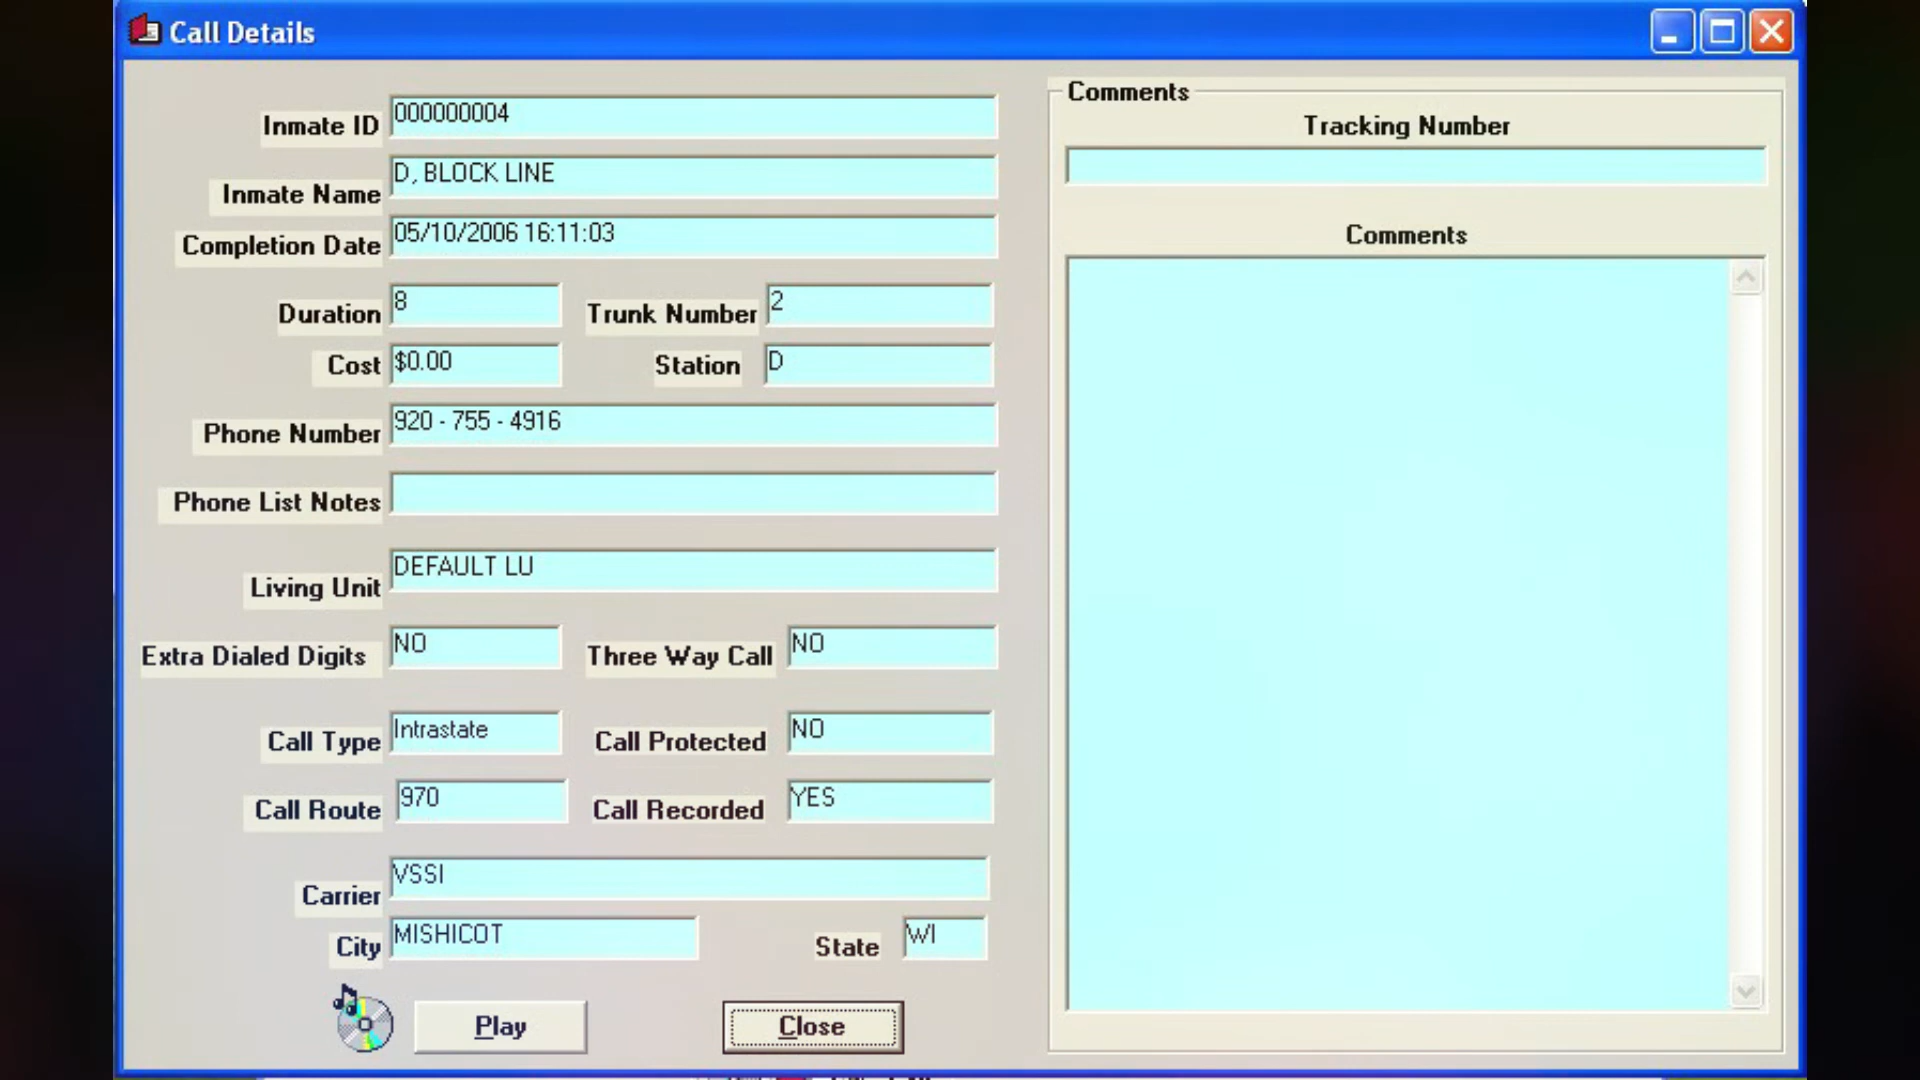 Call Details
Inmate ID 000000004
Inmate Name D, BLOCK LINE
Completion Date 05/10/2006 16:11:03
Duration 8 Trunk Number 2
Cost $0.00 Station D
Phone Number 920 - 755 - 4916
Phone List Notes
Living Unit DEFAULT LU
Extra Dialed Digits NO Three Way Call NO
Call Type Intrastate Call Protected NO
Call Route 970 Call Recorded YES
Carrier VSSI
City MISHICOT State WI
Play Close
Comments
Tracking Number
Comments